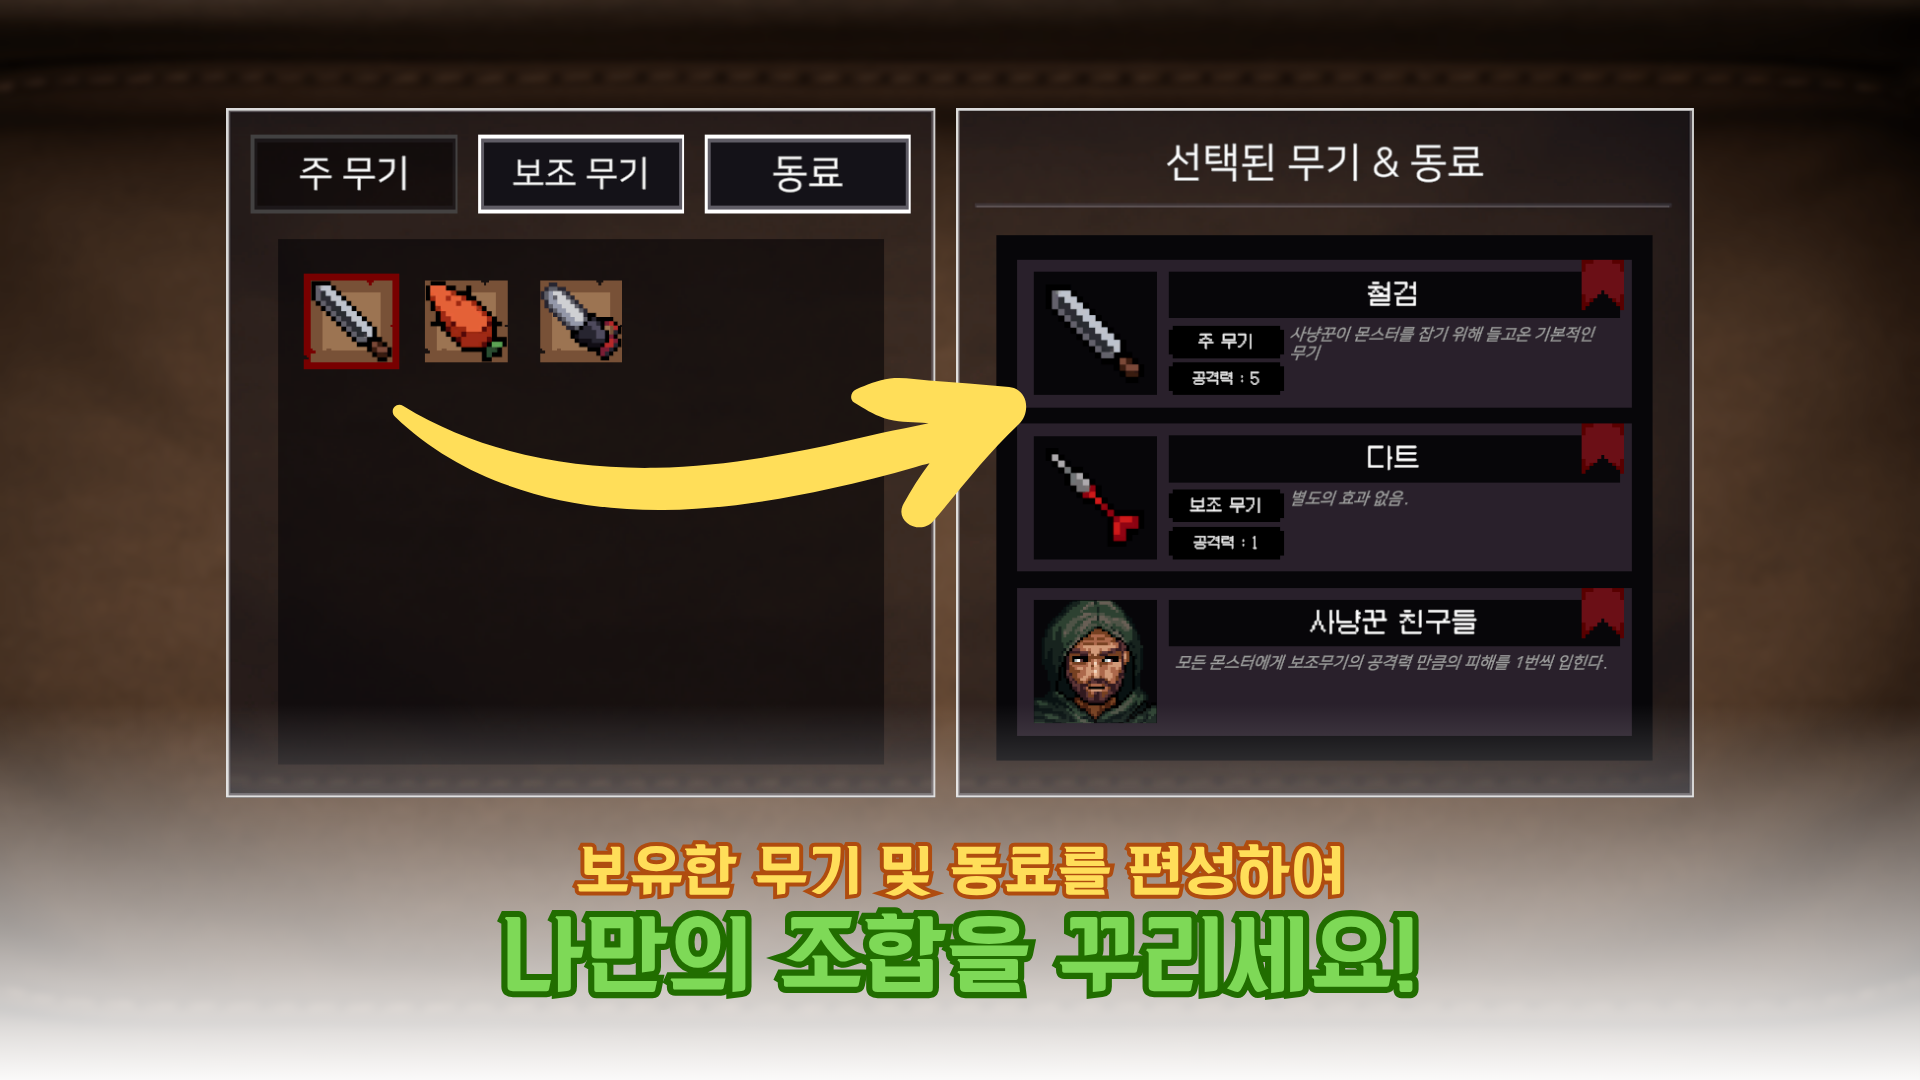 주 무기
보조 무기
동료
선택된 무기 & 동료
철검
주 무기
공격력 : 5
사냥꾼이 몬스터를 잡기 위해 들고온 기본적인
무기
다트
보조 무기
공격력 : 1
별도의 효과 없음.
사냥꾼 친구들
모든 몬스터에게 보조무기의 공격력 만큼의 피해를 1번씩 입힌다.
보유한 무기 및 동료를 편성하여
나만의 조합을 꾸리세요!